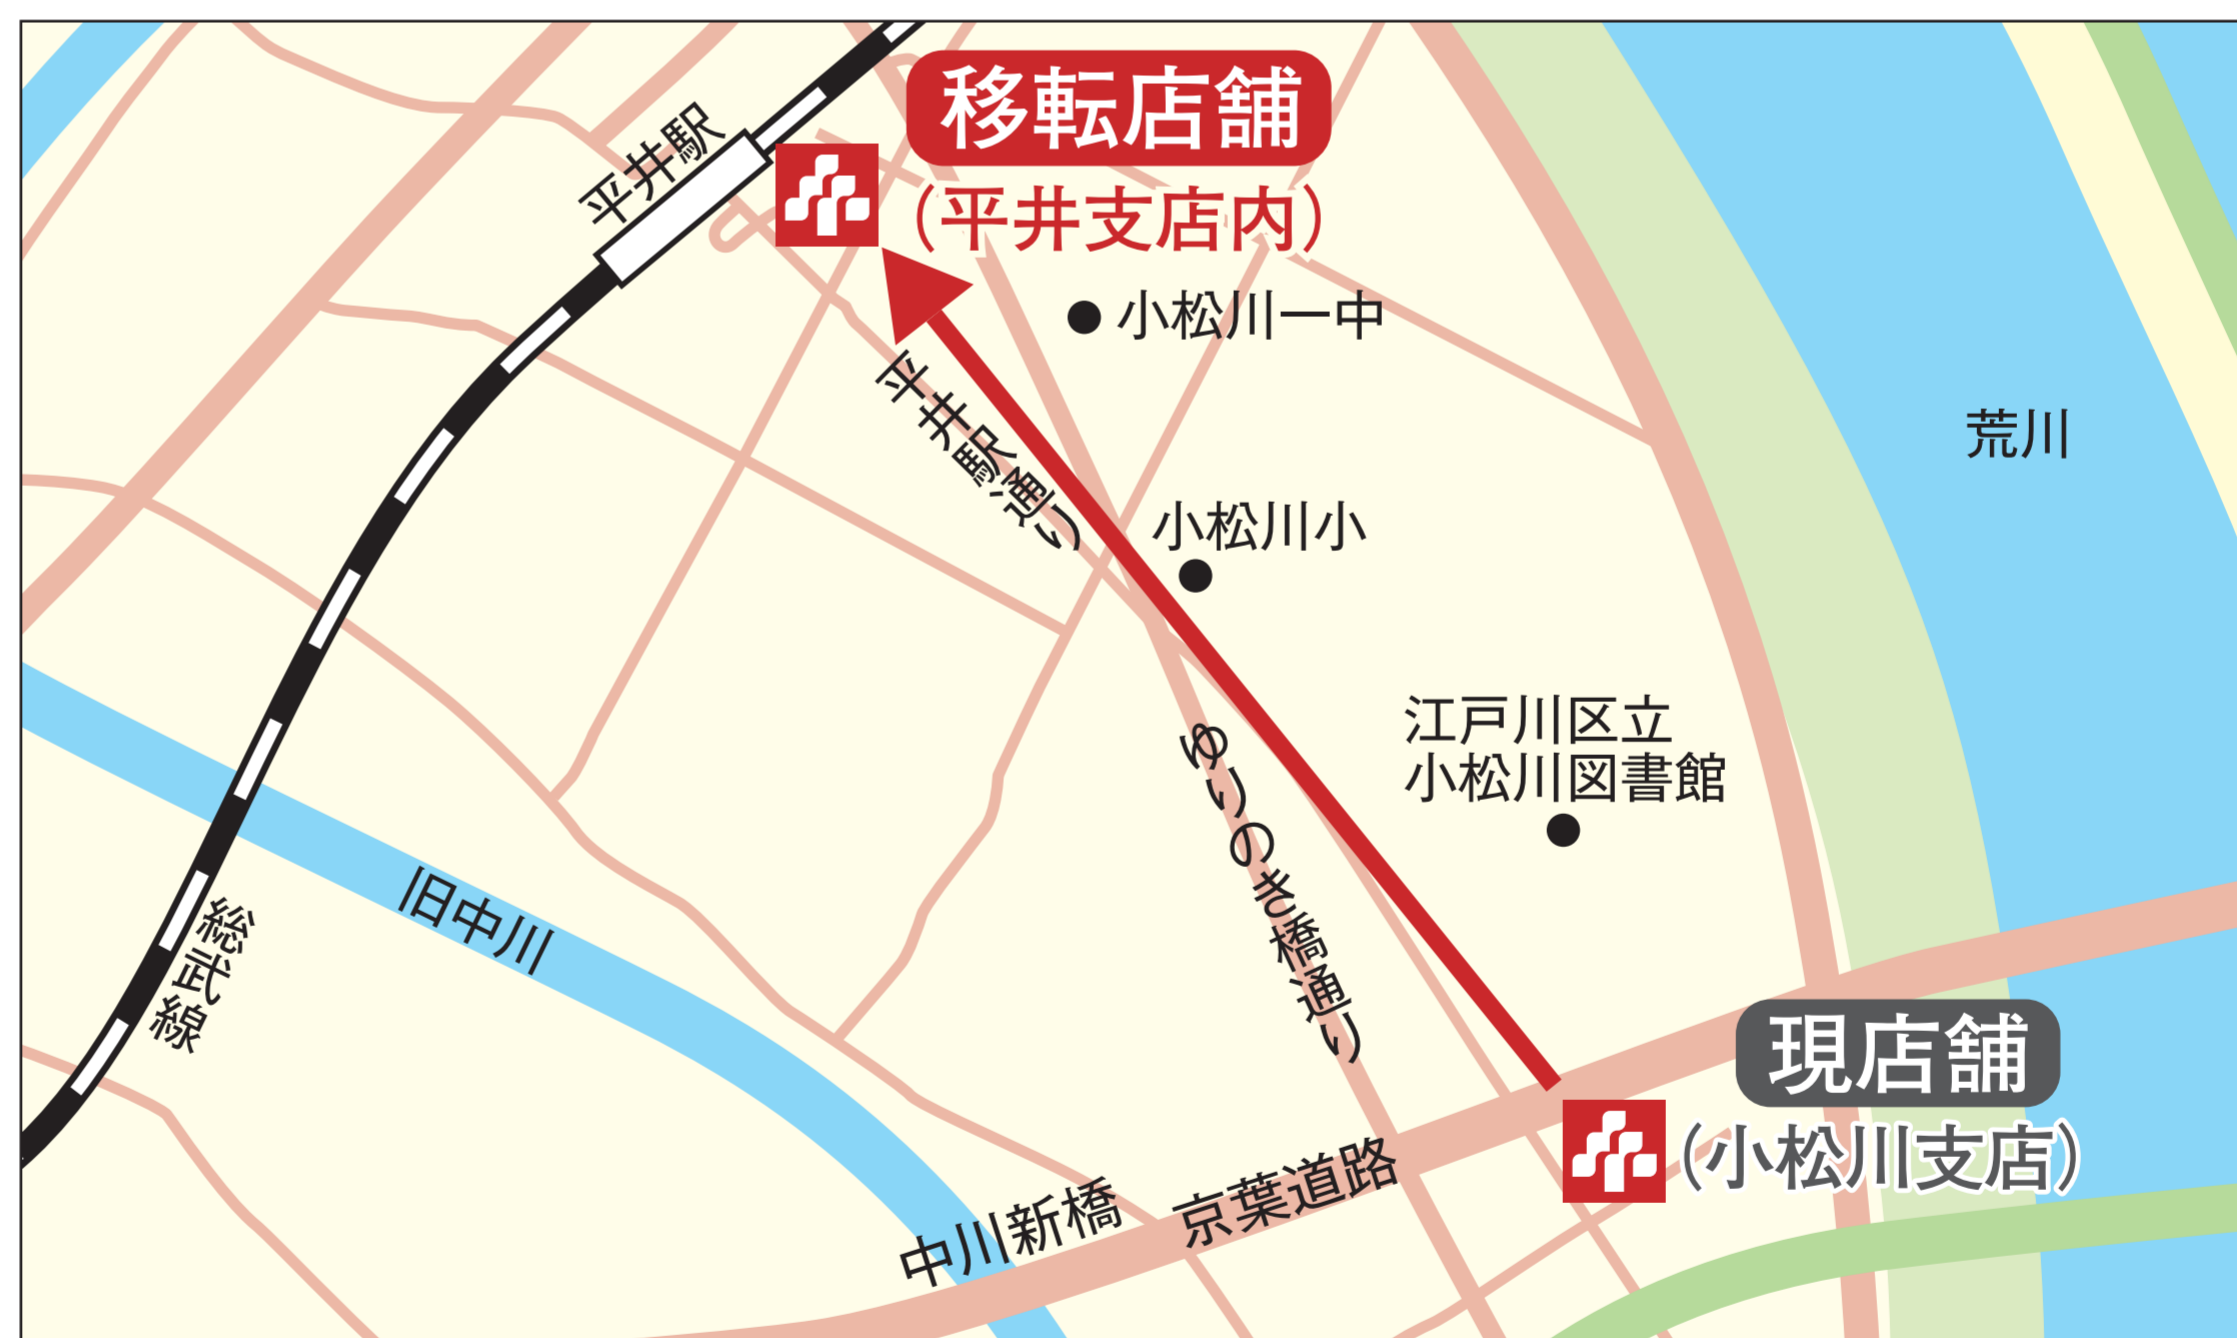 移転店舗
平井駅
(平井支店内)
小松川一中
平井駅通り
荒川
小松川小
江戸川区立
小松川図書館
ゆりのき橋通り
旧中川
総武線
現店舗
(小松川支店)
京葉道路
中川新橋